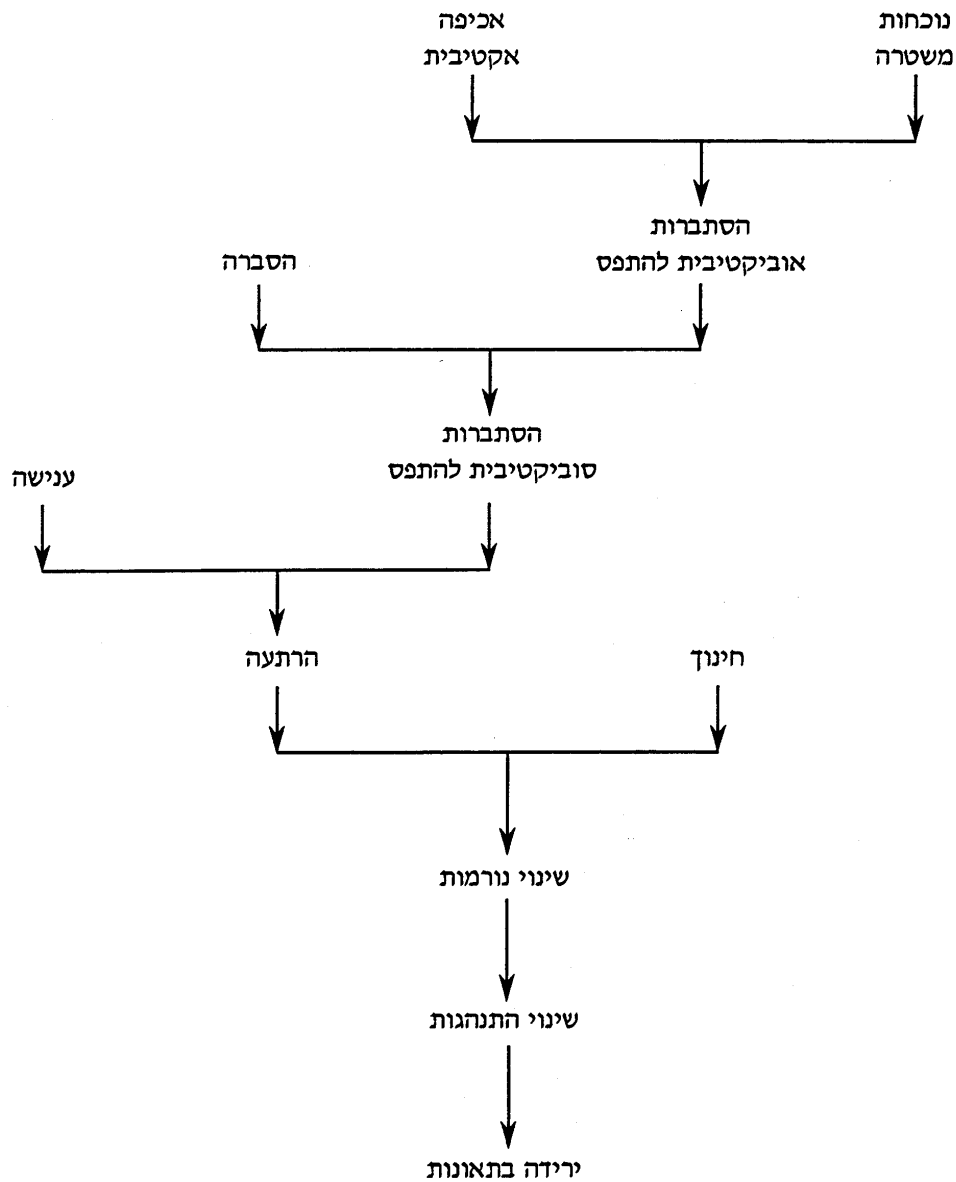 נוכחות
משטרה
אכיפה
אקטיבית
הסתברות
אוביקטיבית להתפס
הסברה
הסתברות
סוביקטיבית להתפס
ענישה
הרתעה
חינוך
שינוי נורמות
שינוי התנהגות
ירידה בתאונות